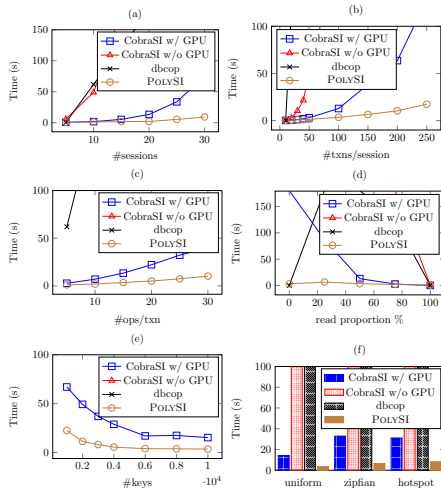 (a)
150
100
50
0
Time (s)
CobraSI w/ GPU
CobraSI w/o GPU
dbcop
PolySI
10
20
30
#sessions
(b)
100
50
0
Time (s)
CobraSI w/ GPU
CobraSI w/o GPU
dbcop
PolySI
0
50
100
150
200
250
#txns/session
(c)
100
50
0
Time (s)
CobraSI w/ GPU
CobraSI w/o GPU
dbcop
PolySI
10
20
30
#ops/txn
(d)
150
100
50
0
Time (s)
CobraSI w/ GPU
CobraSI w/o GPU
dbcop
PolySI
0
20
40
60
80
100
read proportion %
(e)
100
50
0
Time (s)
CobraSI w/ GPU
CobraSI w/o GPU
dbcop
PolySI
0.2
0.4
0.6
0.8
1
·10⁴
#keys
(f)
100
80
60
40
20
0
Time (s)
CobraSI w/ GPU
CobraSI w/o GPU
dbcop
PolySI
uniform
zipfian
hotspot